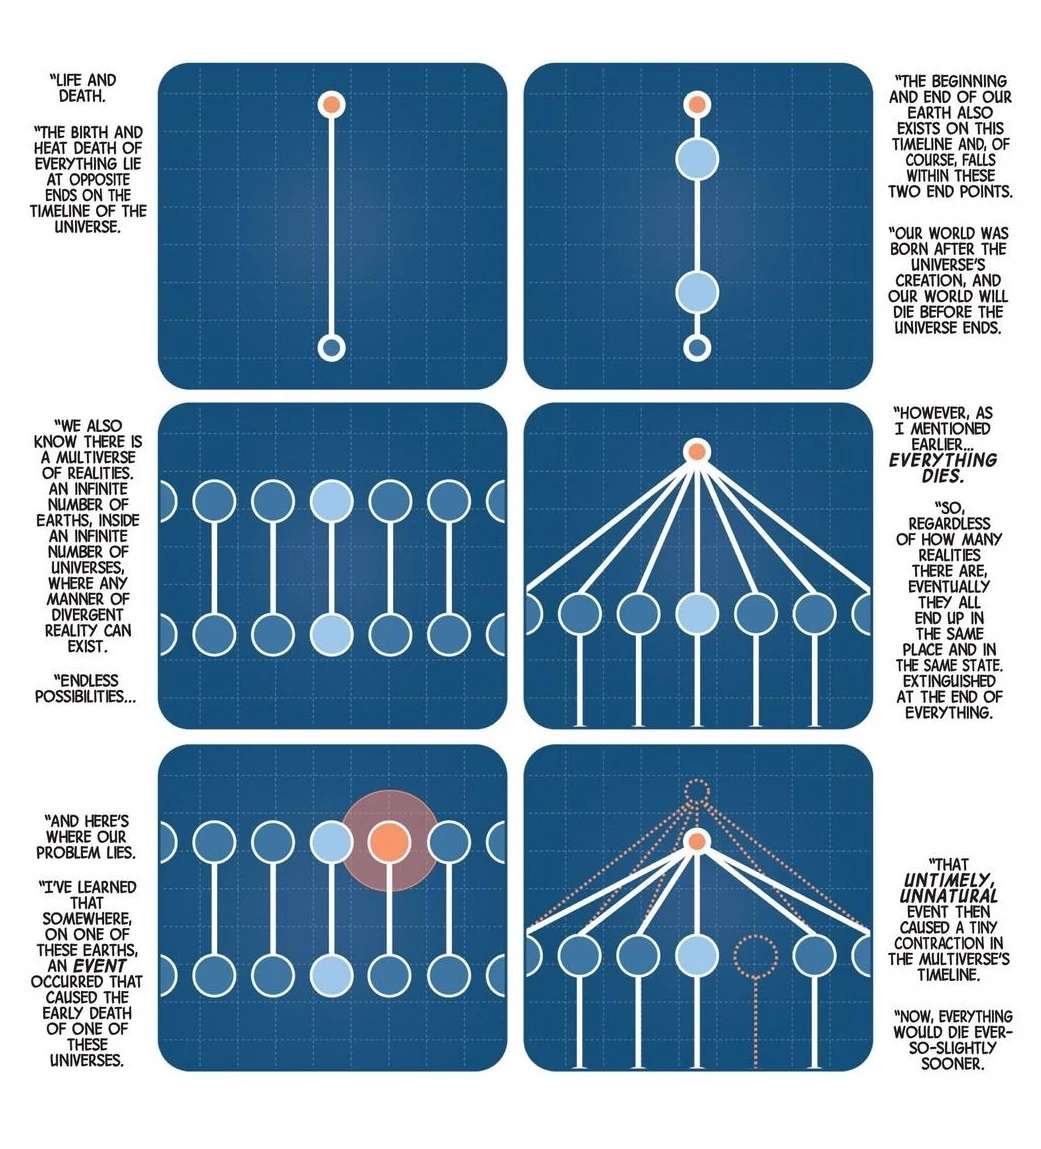 "LIFE AND
DEATH.
"THE BIRTH AND
HEAT DEATH OF
EVERYTHING LIE
AT OPPOSITE
ENDS ON THE
TIMELINE OF THE
UNIVERSE.
"THE BEGINNING
AND END OF OUR
EARTH ALSO
EXISTS ON THIS
TIMELINE AND, OF
COURSE, FALLS
WITHIN THESE
TWO END POINTS.
"OUR WORLD WAS
BORN AFTER THE
UNIVERSE'S
CREATION, AND
OUR WORLD WILL
DIE BEFORE THE
UNIVERSE ENDS.
"WE ALSO
KNOW THERE IS
A MULTIVERSE
OF REALITIES.
AN INFINITE
NUMBER OF
EARTHS, INSIDE
AN INFINITE
NUMBER OF
UNIVERSES,
WHERE ANY
MANNER OF
DIVERGENT
REALITY CAN
EXIST.
"ENDLESS
POSSIBILITIES...
"HOWEVER, AS
I MENTIONED
EARLIER...
EVERYTHING
DIES.
"SO,
REGARDLESS
OF HOW MANY
REALITIES
THERE ARE,
EVENTUALLY
THEY ALL
END UP IN
THE SAME
PLACE AND IN
THE SAME STATE.
EXTINGUISHED
AT THE END OF
EVERYTHING.
"AND HERE'S
WHERE OUR
PROBLEM LIES.
"I'VE LEARNED
THAT
SOMEWHERE,
ON ONE OF
THESE EARTHS,
AN EVENT
OCCURRED THAT
CAUSED THE
EARLY DEATH
OF ONE OF
THESE
UNIVERSES.
"THAT
UNTIMELY,
UNNATURAL
EVENT THEN
CAUSED A TINY
CONTRACTION IN
THE MULTIVERSE'S
TIMELINE.
"NOW, EVERYTHING
WOULD DIE EVER-
SO-SLIGHTLY
SOONER.